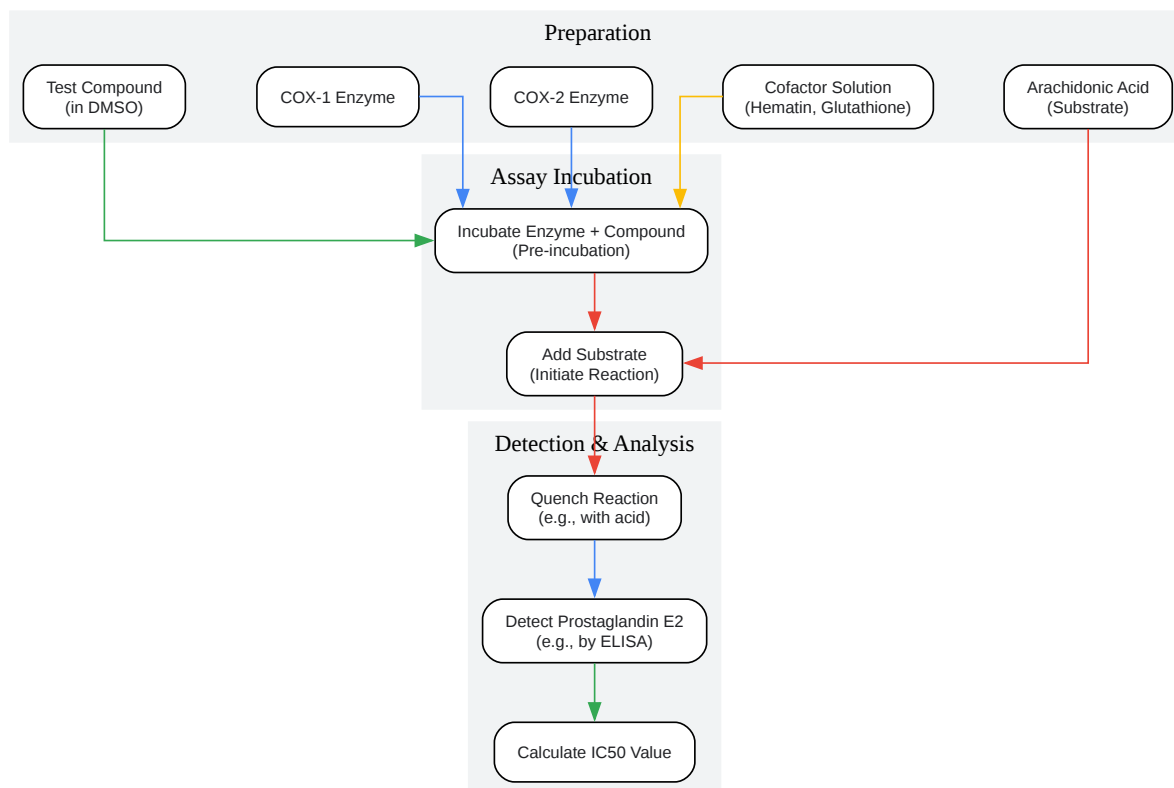 Preparation
Test Compound
(in DMSO)
COX-1 Enzyme
COX-2 Enzyme
Cofactor Solution
(Hematin, Glutathione)
Arachidonic Acid
(Substrate)
Assay Incubation
Incubate Enzyme + Compound
(Pre-incubation)
Add Substrate
(Initiate Reaction)
Detection & Analysis
Quench Reaction
(e.g., with acid)
Detect Prostaglandin E2
(e.g., by ELISA)
Calculate IC50 Value